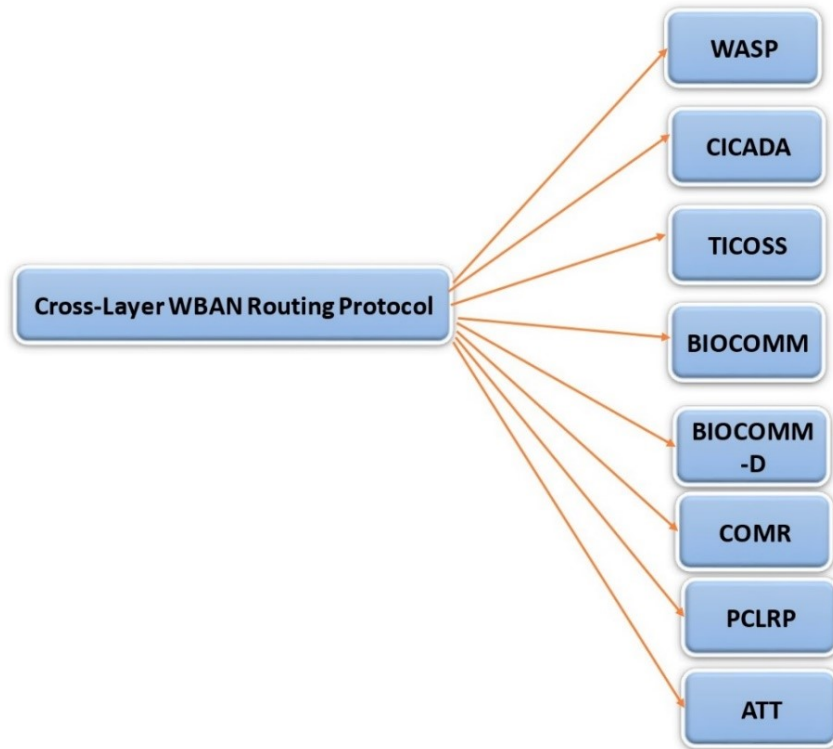 WASP
CICADA
TICOSS
Cross-Layer WBAN Routing Protocol
BIOCOMM
BIOCOMM
-D
COMR
PCLRP
ATT